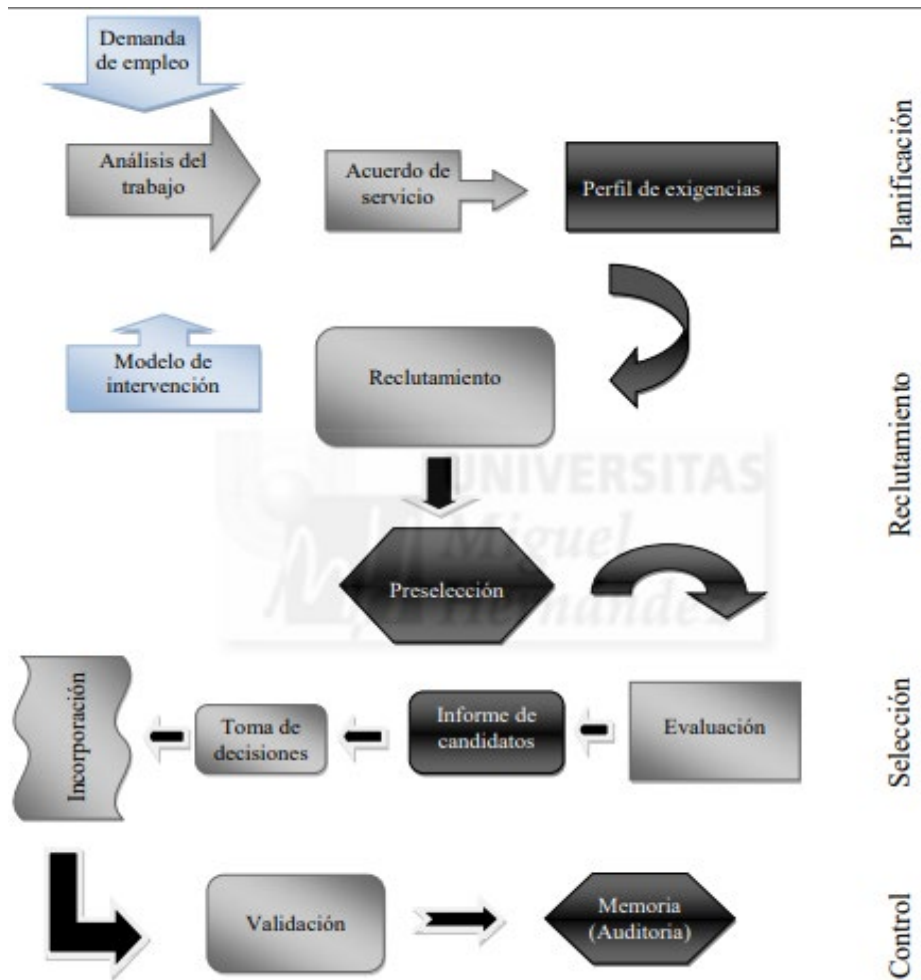 Demanda
de empleo
Análisis del
trabajo
Acuerdo de
servicio
Perfil de exigencias
Planificación
Modelo de
intervención
Reclutamiento
Reclutamiento
UNIVERSITAS
Miguel
Hernández
Preselección
Incorporación
Toma de
decisiones
Informe de
candidatos
Evaluación
Selección
Validación
Memoria
(Auditoria)
Control